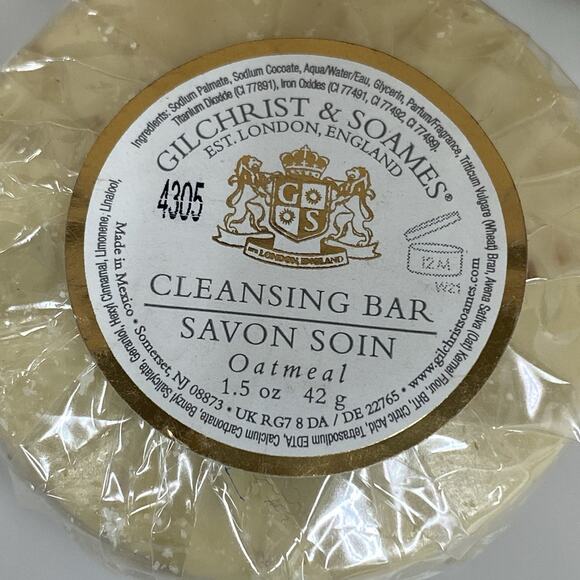 Ingredients: Sodium Palmate, Sodium Cocoate, Aqua/Water/Eau, Glycerin, Parfum/Fragrance, Triticum Vulgare (Wheat) Bran, Avena Sativa (Oat) Kernel Flour, BHT, Citric Acid, Tetrasodium EDTA, Calcium Carbonate, Benzyl Salicylate, Geraniol, Hexyl Cinnamal, Limonene, Linalool,
Titanium Dioxide (CI 77891), Iron Oxides (CI 77491, CI 77492, CI 77499).
GILCHRIST & SOAMES®
EST. LONDON, ENGLAND
4305
G S
LONDON, ENGLAND
12 M
W21
CLEANSING BAR
SAVON SOIN
Oatmeal
1.5 oz 42 g
Made in Mexico • Somerset, NJ 08873 • UK RG7 8 DA / DE 22765 • www.gilchristsoames.com